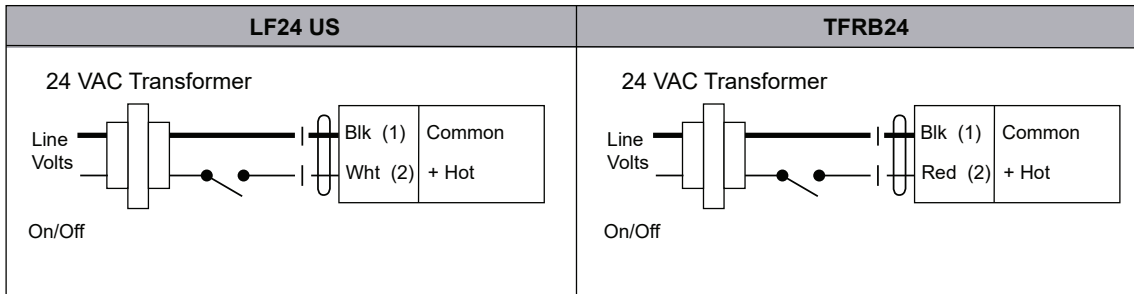 LF24 US
TFRB24
24 VAC Transformer
Line
Volts
Blk (1) Common
Wht (2) + Hot
On/Off
24 VAC Transformer
Line
Volts
Blk (1) Common
Red (2) + Hot
On/Off